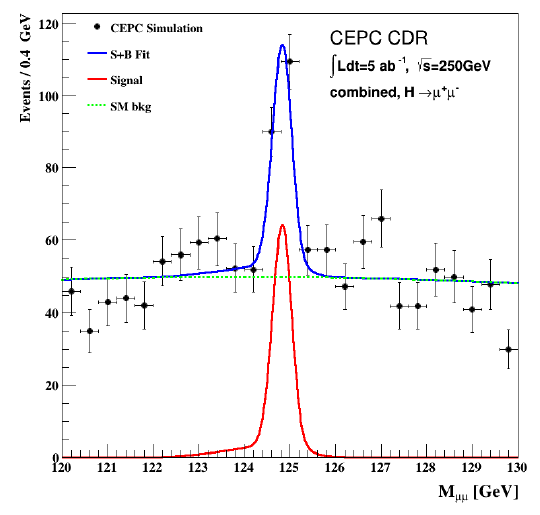 Events / 0.4 GeV
120
100
80
60
40
20
0
CEPC Simulation
S+B Fit
Signal
SM bkg
CEPC CDR
∫Ldt=5 ab⁻¹, √s=250GeV
combined, H →μ⁺μ⁻
120 121 122 123 124 125 126 127 128 129 130
M_μμ [GeV]